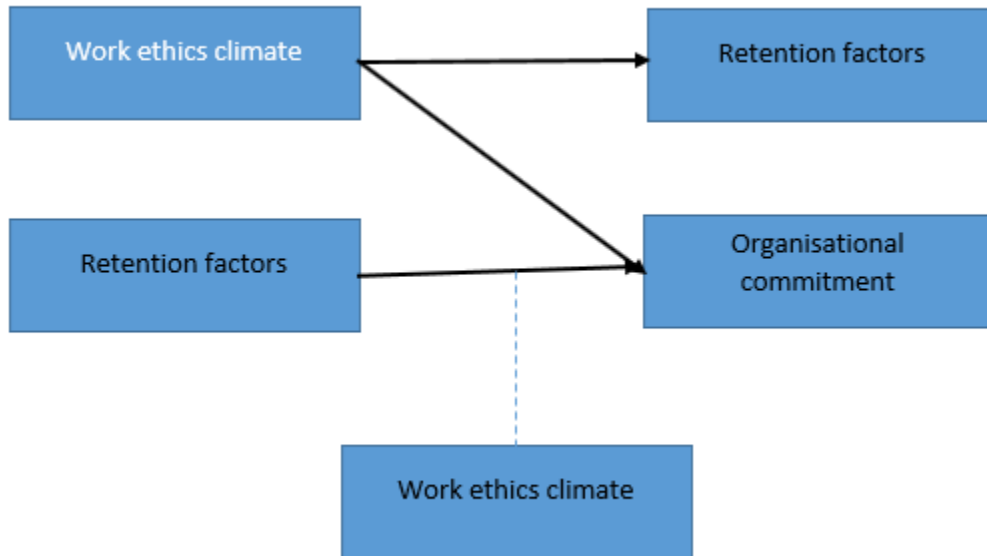 Work ethics climate
Retention factors
Retention factors
Organisational
commitment
Work ethics climate